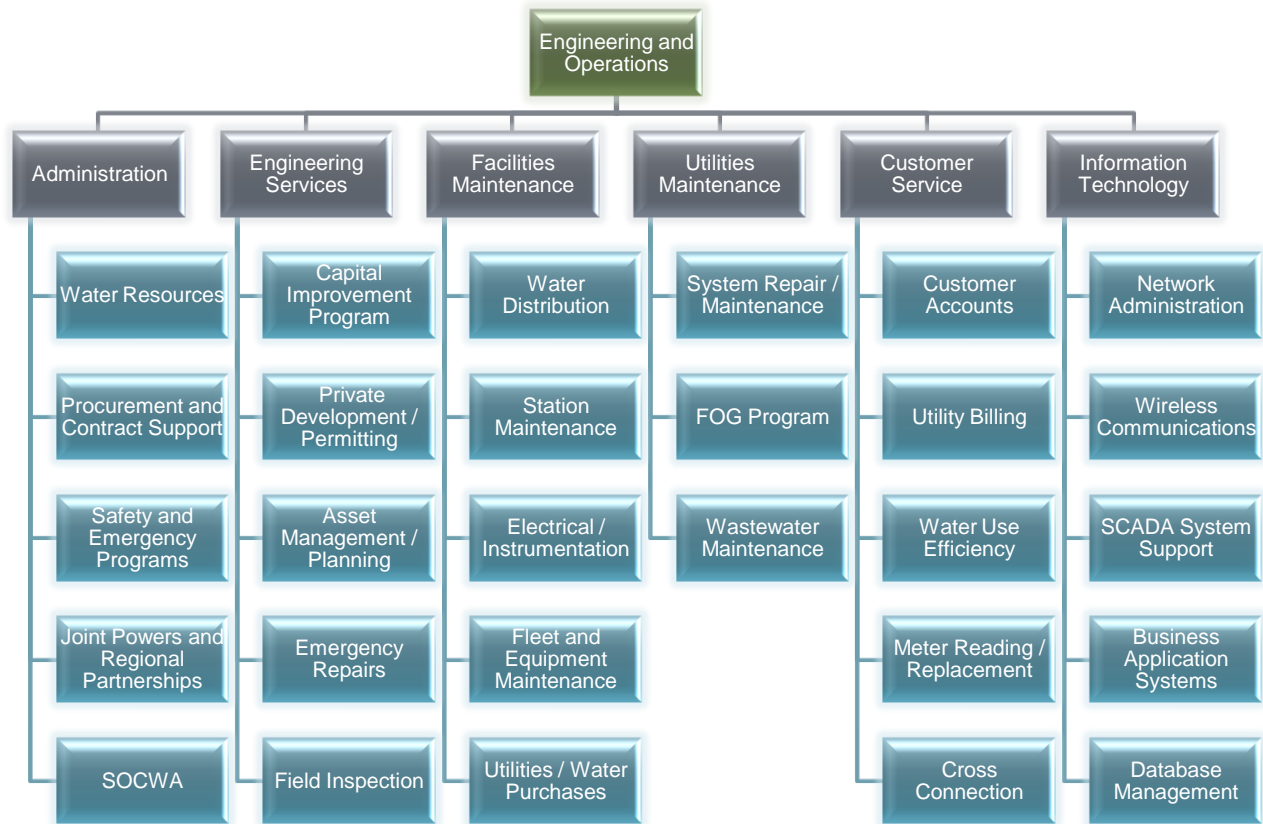 Engineering and
Operations
Administration
Engineering
Services
Facilities
Maintenance
Utilities
Maintenance
Customer
Service
Information
Technology
Water Resources
Procurement and
Contract Support
Safety and
Emergency
Programs
Joint Powers and
Regional
Partnerships
SOCWA
Capital
Improvement
Program
Private
Development /
Permitting
Asset
Management /
Planning
Emergency
Repairs
Field Inspection
Water
Distribution
Station
Maintenance
Electrical /
Instrumentation
Fleet and
Equipment
Maintenance
Utilities / Water
Purchases
System Repair /
Maintenance
FOG Program
Wastewater
Maintenance
Customer
Accounts
Utility Billing
Water Use
Efficiency
Meter Reading /
Replacement
Cross
Connection
Network
Administration
Wireless
Communications
SCADA System
Support
Business
Application
Systems
Database
Management